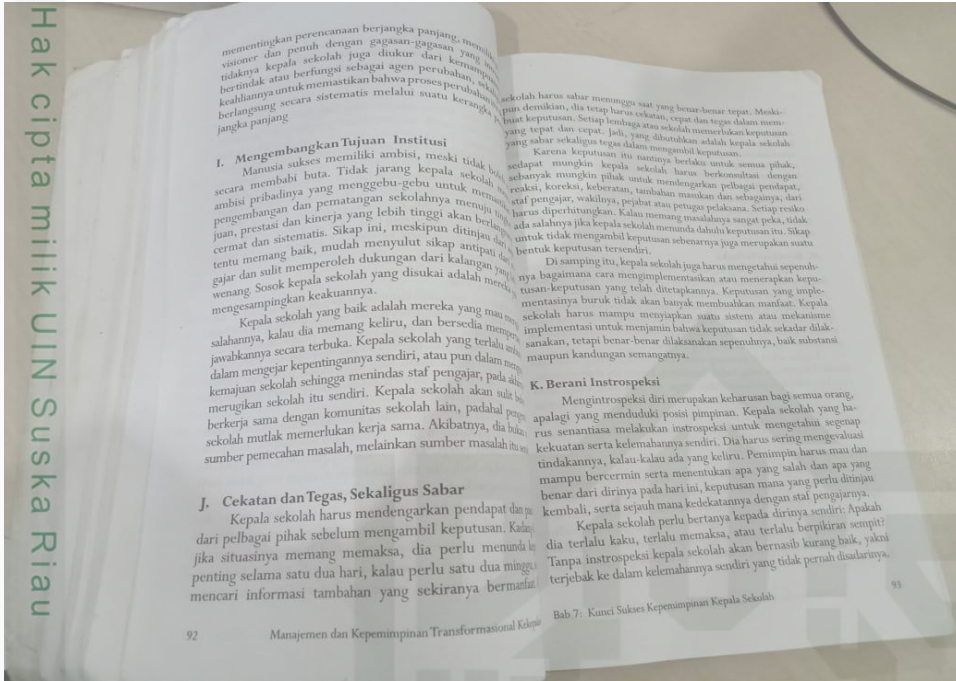 Hak cipta milik UIN Suska Riau
mementingkan perencanaan berjangka panjang,
visioner dan penuh dengan gagasan-gagasan yang
tidaknya kepala sekolah juga diukur dari
bertindak atau berfungsi sebagai agen perubahan,
keahliannya untuk memastikan bahwa proses perubahan
berlangsung secara sistematis melalui suatu kerangka
jangka panjang
I. Mengembangkan Tujuan Institusi
Manusia sukses memiliki ambisi, meski tidak
secara membabi buta. Tidak jarang kepala sekolah
ambisi pribadinya yang menggebu-gebu untuk
pengembangan dan pematangan sekolahnya menuju
juan, prestasi dan kinerja yang lebih tinggi akan
cermat dan sistematis. Sikap ini, meskipun ditinjau dari
tentu memang baik, mudah menyulut sikap antipati
gajar dan sulit memperoleh dukungan dari kalangan yang
wenang. Sosok kepala sekolah yang disukai adalah
mengesampingkan keakuannya.
Kepala sekolah yang baik adalah mereka yang mau
salahannya, kalau dia memang keliru, dan bersedia
jawabkannya secara terbuka. Kepala sekolah yang terlalu
dalam mengejar kepentingannya sendiri, atau pun dalam
kemajuan sekolah sehingga menindas staf pengajar, pada
merugikan sekolah itu sendiri. Kepala sekolah akan sulit
berkerja sama dengan komunitas sekolah lain, padahal
sekolah mutlak memerlukan kerja sama. Akibatnya, dia
sumber pemecahan masalah, melainkan sumber masalah itu
J. Cekatan dan Tegas, Sekaligus Sabar
Kepala sekolah harus mendengarkan pendapat dan
dari pelbagai pihak sebelum mengambil keputusan.
jika situasinya memang memaksa, dia perlu menunda
penting selama satu dua hari, kalau perlu satu dua minggu,
mencari informasi tambahan yang sekiranya bermanfaat.
92 Manajemen dan Kepemimpinan Transformasional
sekolah harus sabar menunggu saat yang benar-benar tepat. Meski-
pun demikian, dia tetap harus cekatan, cepat dan tegas dalam mem-
buat keputusan. Setiap lembaga atau sekolah memerlukan keputusan
yang tepat dan cepat. Jadi, yang dibutuhkan adalah kepala sekolah
yang sabar sekaligus tegas dalam mengambil keputusan.
Karena keputusan itu nantinya berlaku untuk semua pihak,
sedapat mungkin kepala sekolah harus berkonsultasi dengan
sebanyak mungkin pihak untuk mendengarkan pelbagai pendapat,
reaksi, koreksi, keberatan, tambahan masukan dan sebagainya, dari
staf pengajar, wakilnya, pejabat atau petugas pelaksana. Setiap resiko
harus diperhitungkan. Kalau memang masalahnya sangat peka, tidak
ada salahnya jika kepala sekolah menunda dahulu keputusan itu. Sikap
untuk tidak mengambil keputusan sebenarnya juga merupakan suatu
bentuk keputusan tersendiri.
Di samping itu, kepala sekolah juga harus mengetahui sepenuh-
nya bagaimana cara mengimplementasikan atau menerapkan kepu-
tusan-keputusan yang telah ditetapkannya. Keputusan yang imple-
mentasinya buruk tidak akan banyak membuahkan manfaat. Kepala
sekolah harus mampu menyiapkan suatu sistem atau mekanisme
implementasi untuk menjamin bahwa keputusan tidak sekadar dilak-
sanakan, tetapi benar-benar dilaksanakan sepenuhnya, baik substansi
maupun kandungan semangatnya.
K. Berani Instrospeksi
Mengintrospeksi diri merupakan keharusan bagi semua orang,
apalagi yang menduduki posisi pimpinan. Kepala sekolah yang ha-
rus senantiasa melakukan instrospeksi untuk mengetahui segenap
kekuatan serta kelemahannya sendiri. Dia harus sering mengevaluasi
tindakannya, kalau-kalau ada yang keliru. Pemimpin harus mau dan
mampu bercermin serta menentukan apa yang salah dan apa yang
benar dari dirinya pada hari ini, keputusan mana yang perlu ditinjau
kembali, serta sejauh mana kedekatannya dengan staf pengajarnya.
Kepala sekolah perlu bertanya kepada dirinya sendiri: Apakah
dia terlalu kaku, terlalu memaksa, atau terlalu berpikiran sempit?
Tanpa instrospeksi kepala sekolah akan bernasib kurang baik, yakni
terjebak ke dalam kelemahannya sendiri yang tidak pernah disadarinya.
Bab 7: Kunci Sukses Kepemimpinan Kepala Sekolah 93